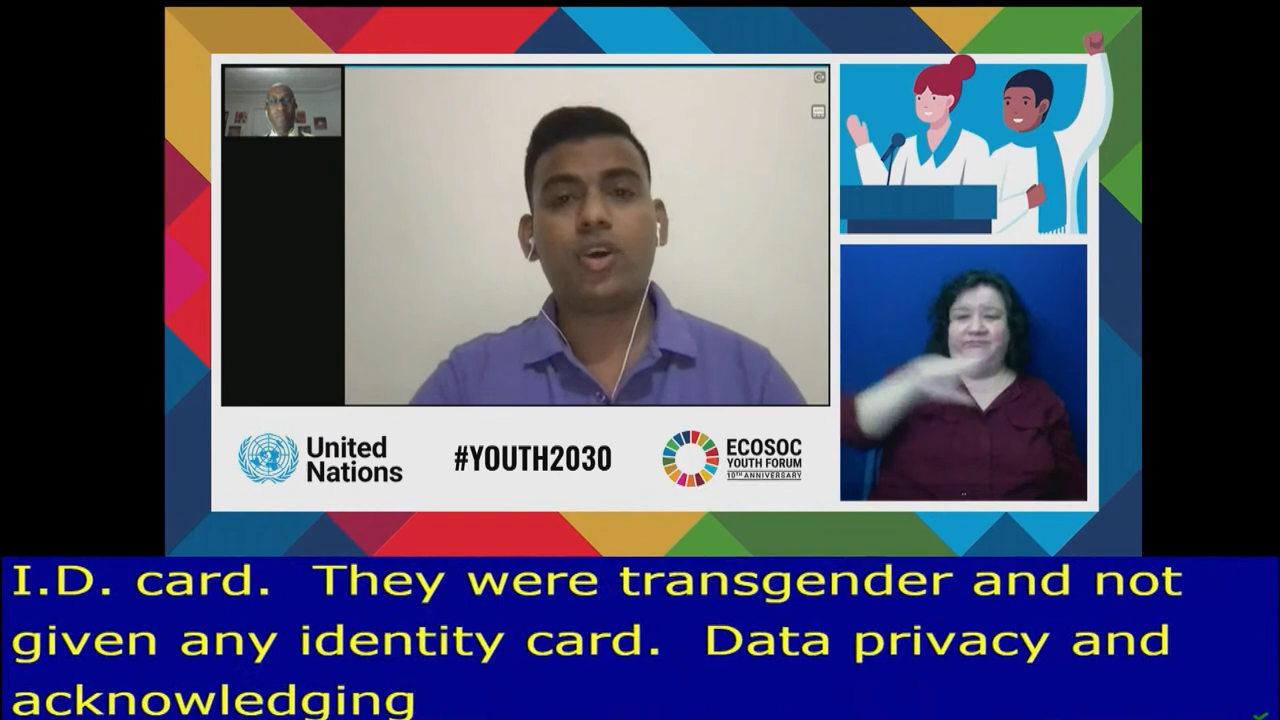 United
Nations
#YOUTH2030
ECOSOC
YOUTH FORUM
10TH ANNIVERSARY
I.D. card.  They were transgender and not
given any identity card.  Data privacy and
acknowledging